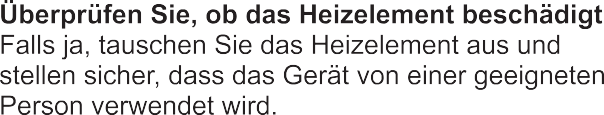 Überprüfen Sie, ob das Heizelement beschädigt
Falls ja, tauschen Sie das Heizelement aus und
stellen sicher, dass das Gerät von einer geeigneten
Person verwendet wird.